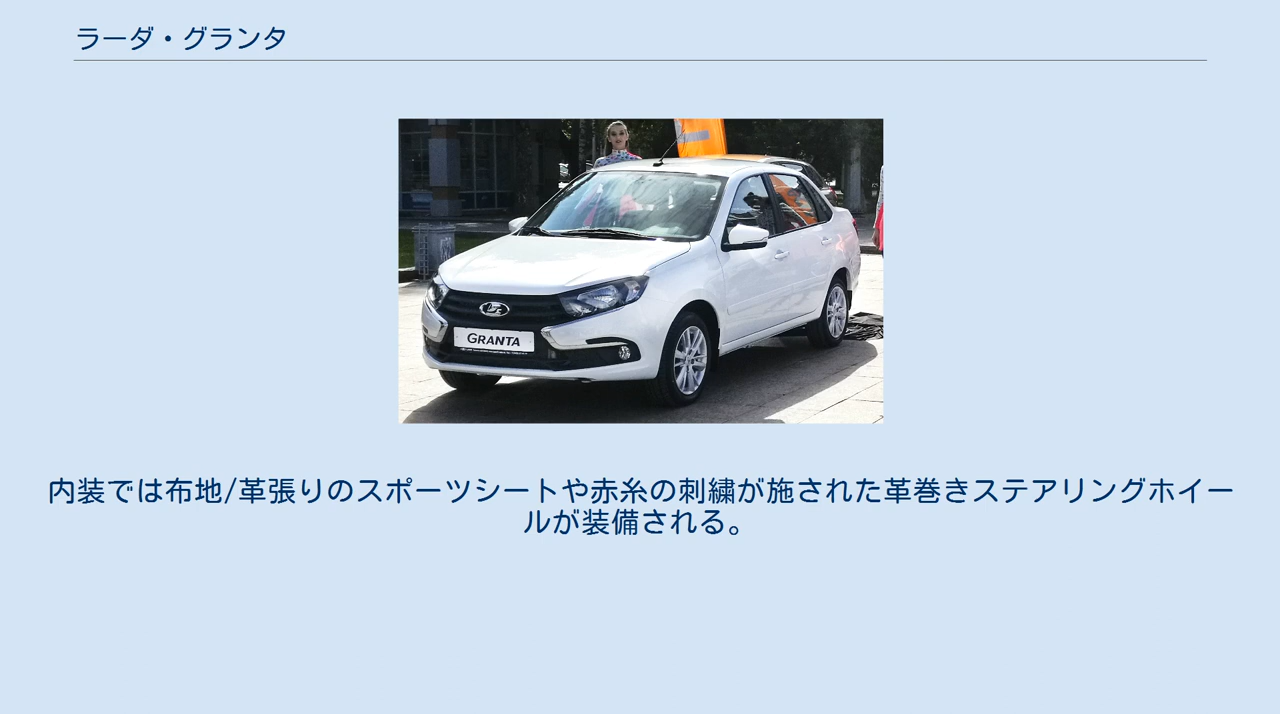 ラーダ・グランタ
GRANTA
内装では布地/革張りのスポーツシートや赤糸の刺繍が施された革巻きステアリングホイー
ルが装備される。